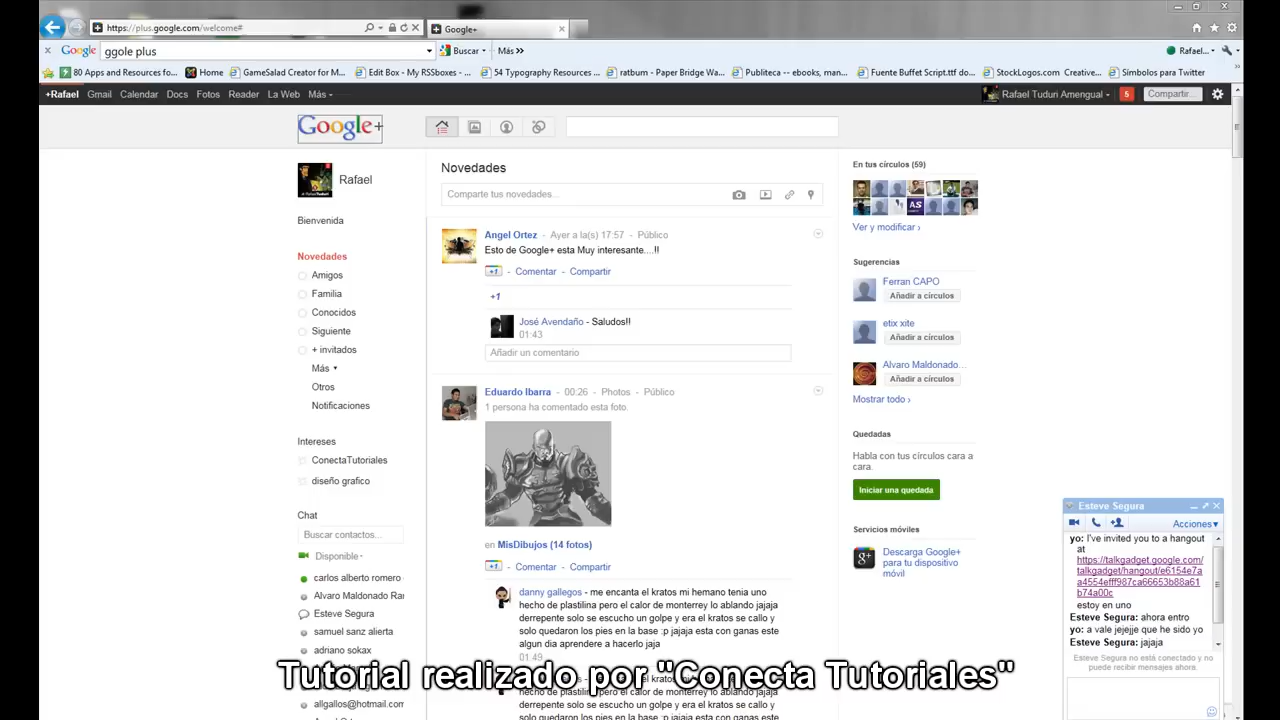 https://plus.google.com/welcome#
Google+
Google
ggole plus
Buscar
Más »
Rafael...
80 Apps and Resources fo...
Home
GameSalad Creator for M...
Edit Box - My RSSboxes - ...
54 Typography Resources ...
ratbum - Paper Bridge Wa...
Publiteca -- ebooks, man...
Fuente Buffet Script.ttf do...
StockLogos.com Creative...
Símbolos para Twitter
+Rafael Gmail Calendar Docs Fotos Reader La Web Más
Rafael Tuduri Amengual
5
Compartir...
Google+
Rafael
Bienvenida
Novedades
Amigos
Familia
Conocidos
Siguiente
+ invitados
Más
Otros
Notificaciones
Intereses
ConectaTutoriales
diseño grafico
Chat
Buscar contactos...
Disponible
carlos alberto romero
Alvaro Maldonado Rar
Esteve Segura
samuel sanz alierta
adriano sokax
allgallos@hotmail.com
Novedades
Comparte tus novedades...
Angel Ortez - Ayer a la(s) 17:57 - Público
Esto de Google+ esta Muy interesante....!!
+1 - Comentar - Compartir
+1
José Avendaño - Saludos!!
01:43
Añadir un comentario
Eduardo Ibarra - 00:26 - Photos - Público
1 persona ha comentado esta foto.
en MisDibujos (14 fotos)
+1 - Comentar - Compartir
danny gallegos - me encanta el kratos mi hemano tenia uno
hecho de plastilina pero el calor de monterrey lo ablando jajaja
derrepente solo se escucho un golpe y era el kratos se callo y
solo quedaron los pies en la base :p jajaja esta con ganas este
algun dia aprendere a hacerlo jaja
01:49
En tus círculos (59)
AS
Ver y modificar ›
Sugerencias
Ferran CAPO
Añadir a círculos
etix xite
Añadir a círculos
Alvaro Maldonado...
Añadir a círculos
Mostrar todo ›
Quedadas
Habla con tus círculos cara a
cara.
Iniciar una quedada
Servicios móviles
g+
Descarga Google+
para tu dispositivo
móvil
Esteve Segura
Acciones
yo: I've invited you to a hangout
at
https://talkgadget.google.com/
talkgadget/hangout/e6154e7a
a4554efff987ca66653b88a61
b74a00c
estoy en uno
Esteve Segura: ahora entro
yo: a vale jejejje que he sido yo
Esteve Segura: jajaja
Esteve Segura no está conectado y no
puede recibir mensajes ahora.
Tutorial realizado por "Conecta Tutoriales"